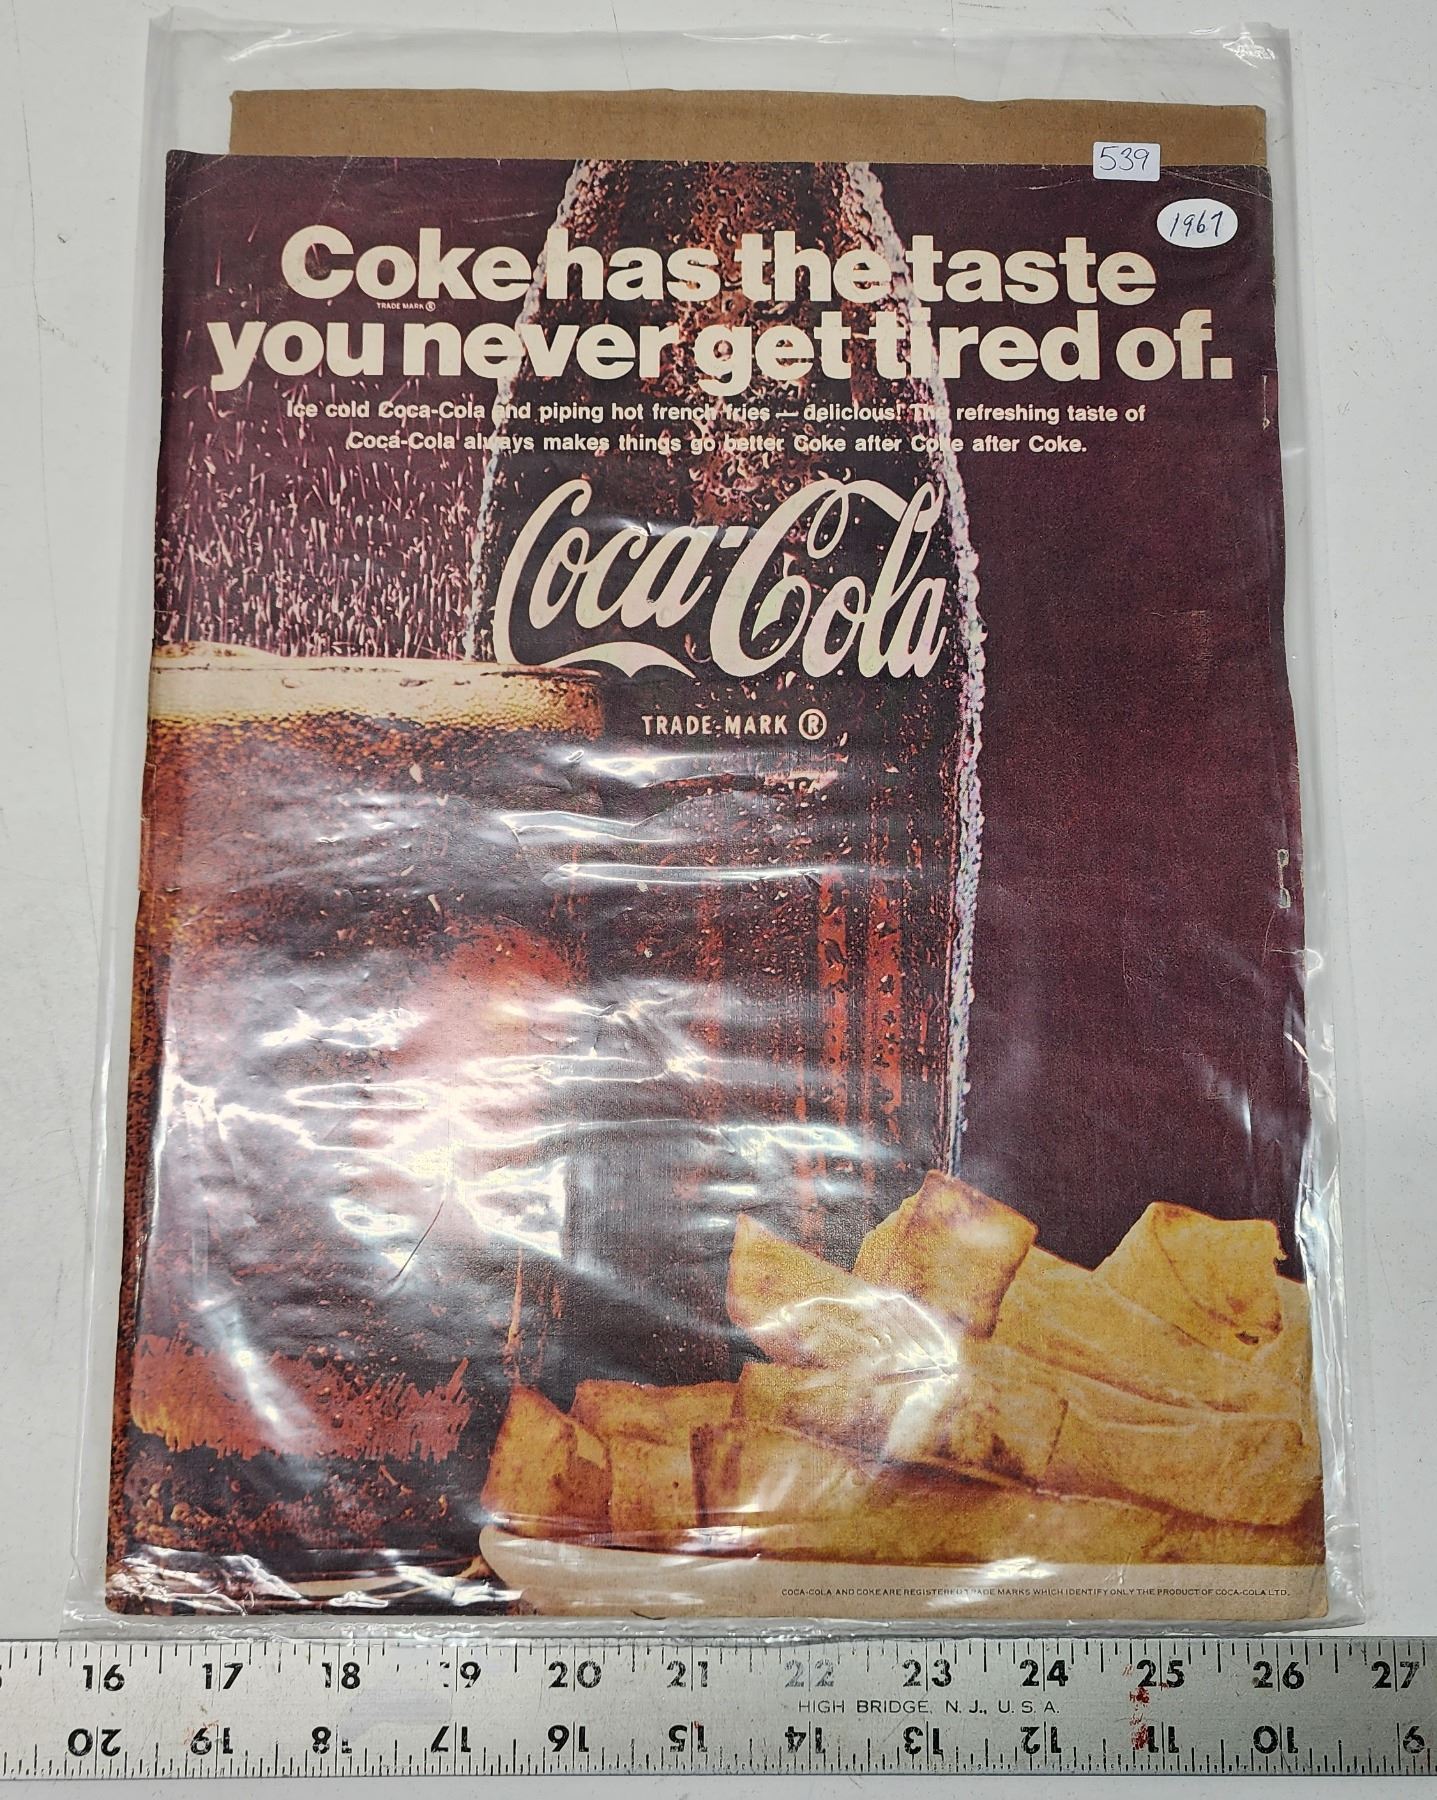 539
1967
Coke has the taste
TRADE MARK ®
you never get tired of.
Ice cold Coca-Cola and piping hot french fries — delicious! The refreshing taste of
Coca-Cola always makes things go better Coke after Coke after Coke.
Coca-Cola
TRADE-MARK ®
COCA-COLA AND COKE ARE REGISTERED TRADE MARKS WHICH IDENTIFY ONLY THE PRODUCT OF COCA-COLA LTD.
16 17 18 19 20 21 22 23 24 25 26 27
HIGH BRIDGE, N. J., U. S. A.
20 19 18 17 16 15 14 13 12 11 10 9